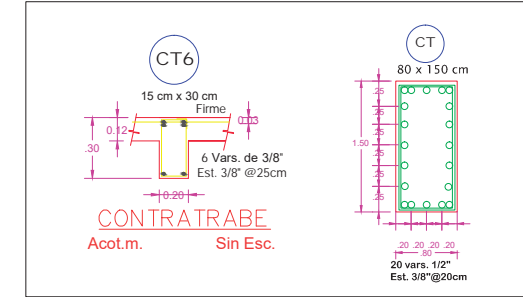 CT6
15 cm x 30 cm
Firme
0.12
0.03
.30
6 Vars. de 3/8"
Est. 3/8" @25cm
0.20
CONTRATRABE
Acot.m. Sin Esc.
CT
80 x 150 cm
.25
.25
.25
1.50
.25
.25
.25
.20 .20 .20 .20
.80
20 vars. 1/2"
Est. 3/8"@20cm